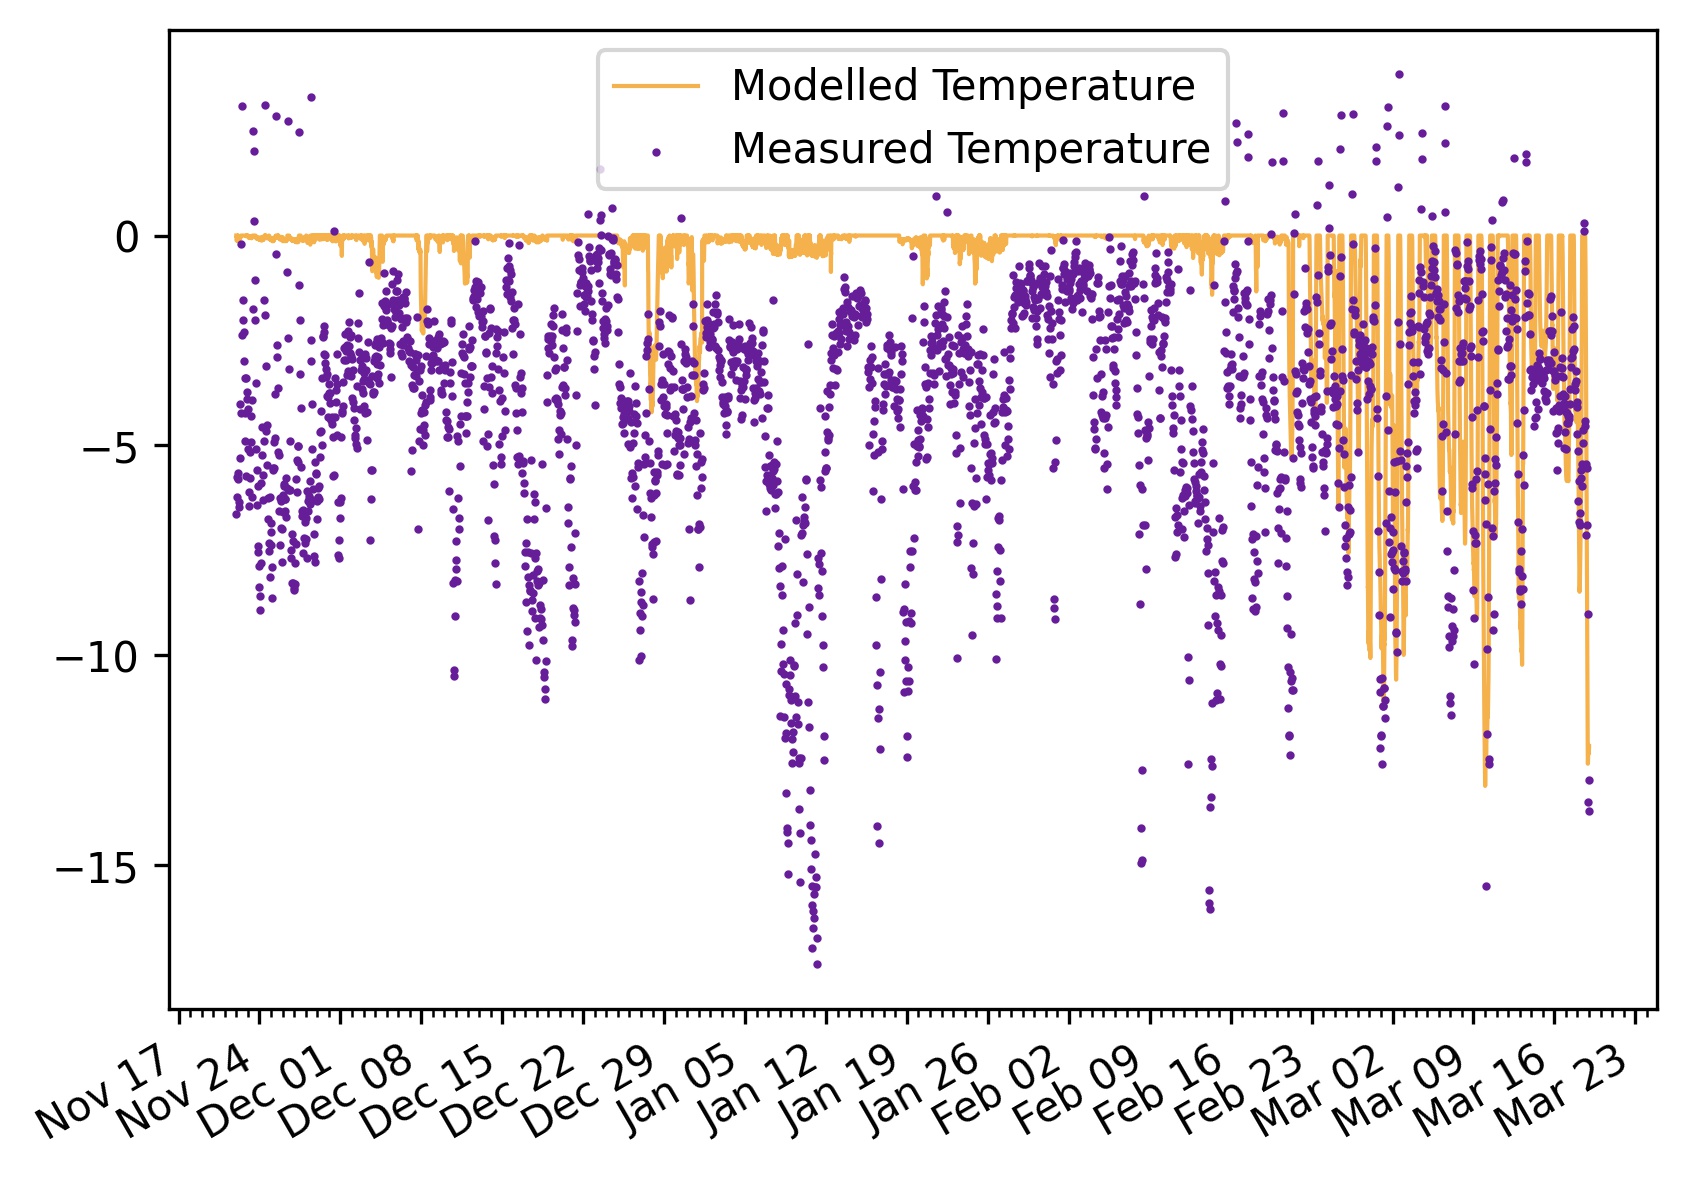 Modelled Temperature
Measured Temperature
0
−5
−10
−15
Nov 17
Nov 24
Dec 01
Dec 08
Dec 15
Dec 22
Dec 29
Jan 05
Jan 12
Jan 19
Jan 26
Feb 02
Feb 09
Feb 16
Feb 23
Mar 02
Mar 09
Mar 16
Mar 23